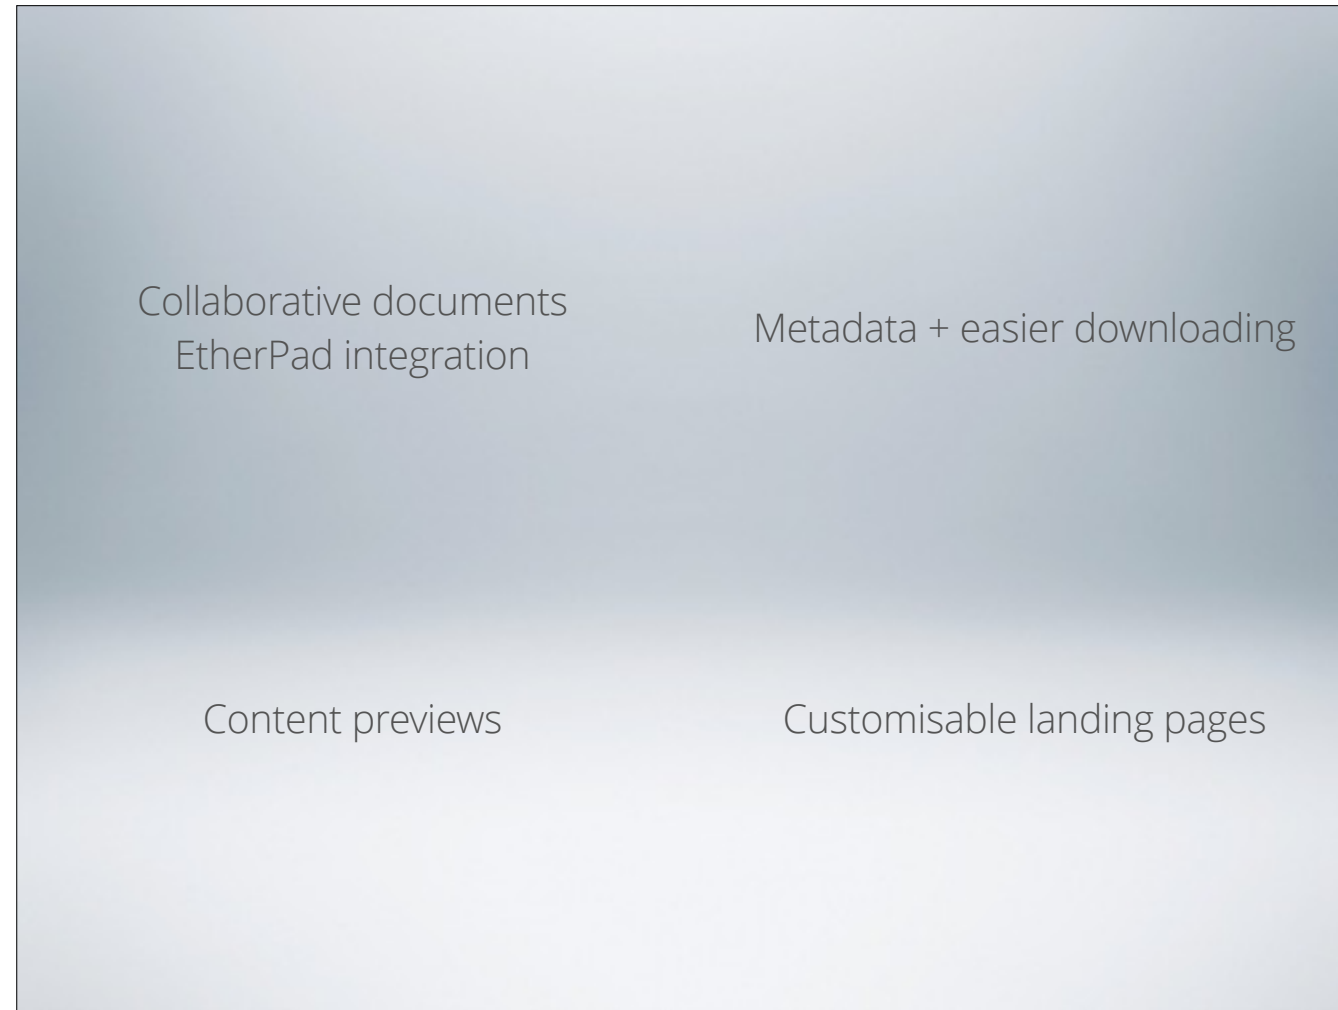 Collaborative documents
EtherPad integration
Metadata + easier downloading
Content previews
Customisable landing pages